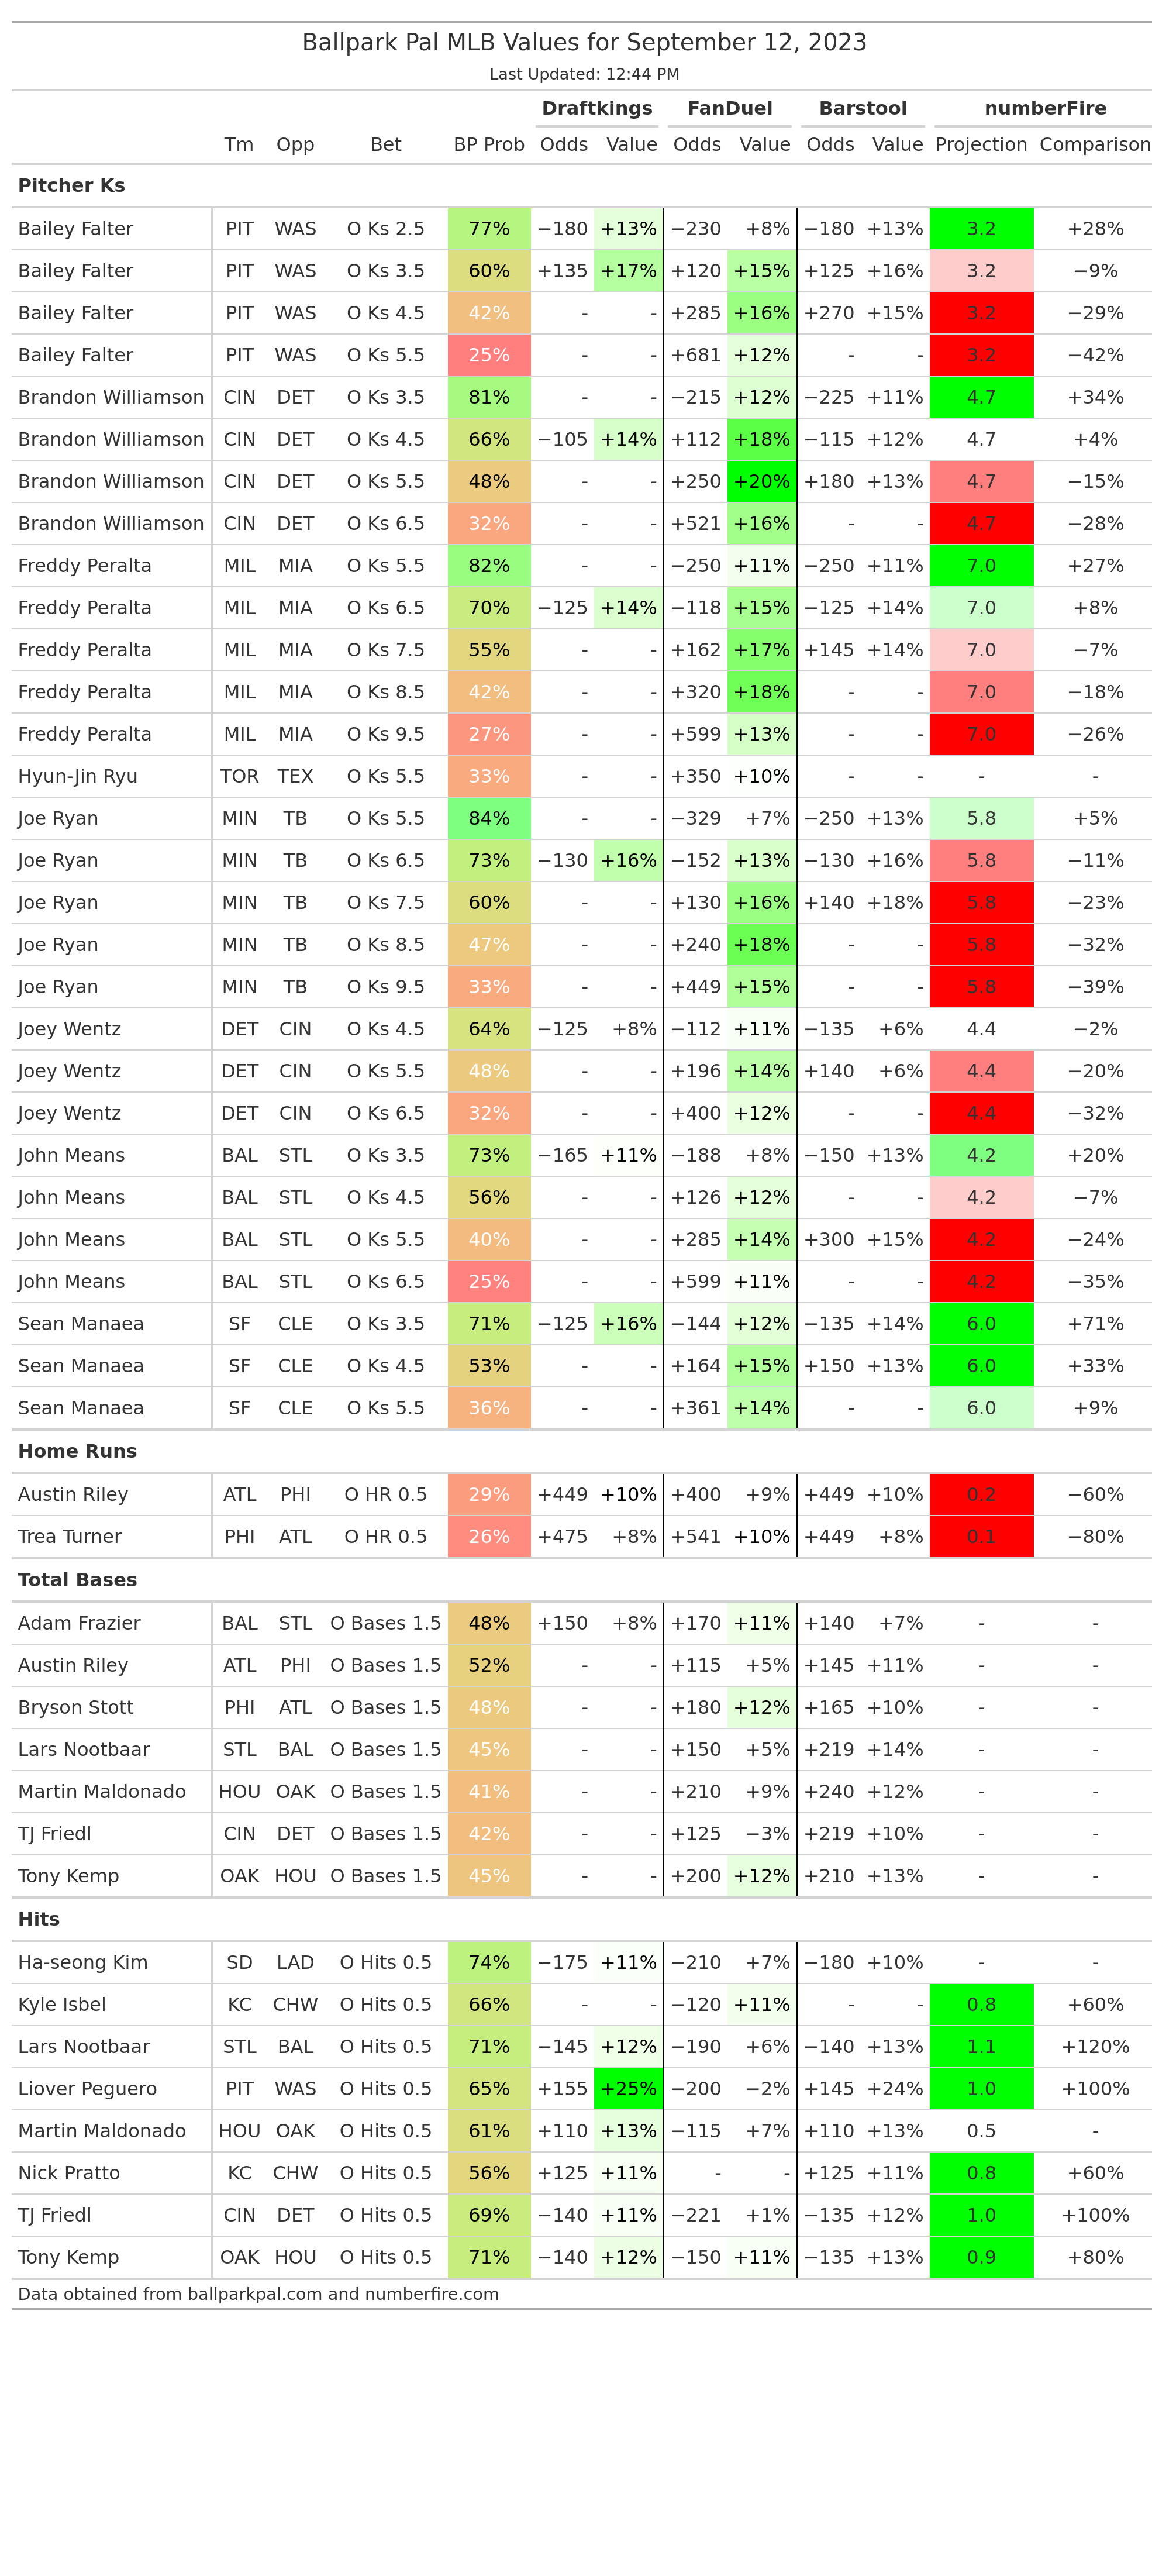 Ballpark Pal MLB Values for September 12, 2023
Last Updated: 12:44 PM
Draftkings FanDuel Barstool numberFire
Tm Opp Bet BP Prob Odds Value Odds Value Odds Value Projection Comparison
Pitcher Ks
Bailey Falter PIT WAS O Ks 2.5 77% −180 +13% −230 +8% −180 +13% 3.2 +28%
Bailey Falter PIT WAS O Ks 3.5 60% +135 +17% +120 +15% +125 +16% 3.2 −9%
Bailey Falter PIT WAS O Ks 4.5 42% - - +285 +16% +270 +15% 3.2 −29%
Bailey Falter PIT WAS O Ks 5.5 25% - - +681 +12% - - 3.2 −42%
Brandon Williamson CIN DET O Ks 3.5 81% - - −215 +12% −225 +11% 4.7 +34%
Brandon Williamson CIN DET O Ks 4.5 66% −105 +14% +112 +18% −115 +12% 4.7 +4%
Brandon Williamson CIN DET O Ks 5.5 48% - - +250 +20% +180 +13% 4.7 −15%
Brandon Williamson CIN DET O Ks 6.5 32% - - +521 +16% - - 4.7 −28%
Freddy Peralta MIL MIA O Ks 5.5 82% - - −250 +11% −250 +11% 7.0 +27%
Freddy Peralta MIL MIA O Ks 6.5 70% −125 +14% −118 +15% −125 +14% 7.0 +8%
Freddy Peralta MIL MIA O Ks 7.5 55% - - +162 +17% +145 +14% 7.0 −7%
Freddy Peralta MIL MIA O Ks 8.5 42% - - +320 +18% - - 7.0 −18%
Freddy Peralta MIL MIA O Ks 9.5 27% - - +599 +13% - - 7.0 −26%
Hyun-Jin Ryu TOR TEX O Ks 5.5 33% - - +350 +10% - - - -
Joe Ryan MIN TB O Ks 5.5 84% - - −329 +7% −250 +13% 5.8 +5%
Joe Ryan MIN TB O Ks 6.5 73% −130 +16% −152 +13% −130 +16% 5.8 −11%
Joe Ryan MIN TB O Ks 7.5 60% - - +130 +16% +140 +18% 5.8 −23%
Joe Ryan MIN TB O Ks 8.5 47% - - +240 +18% - - 5.8 −32%
Joe Ryan MIN TB O Ks 9.5 33% - - +449 +15% - - 5.8 −39%
Joey Wentz DET CIN O Ks 4.5 64% −125 +8% −112 +11% −135 +6% 4.4 −2%
Joey Wentz DET CIN O Ks 5.5 48% - - +196 +14% +140 +6% 4.4 −20%
Joey Wentz DET CIN O Ks 6.5 32% - - +400 +12% - - 4.4 −32%
John Means BAL STL O Ks 3.5 73% −165 +11% −188 +8% −150 +13% 4.2 +20%
John Means BAL STL O Ks 4.5 56% - - +126 +12% - - 4.2 −7%
John Means BAL STL O Ks 5.5 40% - - +285 +14% +300 +15% 4.2 −24%
John Means BAL STL O Ks 6.5 25% - - +599 +11% - - 4.2 −35%
Sean Manaea SF CLE O Ks 3.5 71% −125 +16% −144 +12% −135 +14% 6.0 +71%
Sean Manaea SF CLE O Ks 4.5 53% - - +164 +15% +150 +13% 6.0 +33%
Sean Manaea SF CLE O Ks 5.5 36% - - +361 +14% - - 6.0 +9%
Home Runs
Austin Riley ATL PHI O HR 0.5 29% +449 +10% +400 +9% +449 +10% 0.2 −60%
Trea Turner PHI ATL O HR 0.5 26% +475 +8% +541 +10% +449 +8% 0.1 −80%
Total Bases
Adam Frazier BAL STL O Bases 1.5 48% +150 +8% +170 +11% +140 +7% - -
Austin Riley ATL PHI O Bases 1.5 52% - - +115 +5% +145 +11% - -
Bryson Stott PHI ATL O Bases 1.5 48% - - +180 +12% +165 +10% - -
Lars Nootbaar STL BAL O Bases 1.5 45% - - +150 +5% +219 +14% - -
Martin Maldonado HOU OAK O Bases 1.5 41% - - +210 +9% +240 +12% - -
TJ Friedl CIN DET O Bases 1.5 42% - - +125 −3% +219 +10% - -
Tony Kemp OAK HOU O Bases 1.5 45% - - +200 +12% +210 +13% - -
Hits
Ha-seong Kim SD LAD O Hits 0.5 74% −175 +11% −210 +7% −180 +10% - -
Kyle Isbel KC CHW O Hits 0.5 66% - - −120 +11% - - 0.8 +60%
Lars Nootbaar STL BAL O Hits 0.5 71% −145 +12% −190 +6% −140 +13% 1.1 +120%
Liover Peguero PIT WAS O Hits 0.5 65% +155 +25% −200 −2% +145 +24% 1.0 +100%
Martin Maldonado HOU OAK O Hits 0.5 61% +110 +13% −115 +7% +110 +13% 0.5 -
Nick Pratto KC CHW O Hits 0.5 56% +125 +11% - - +125 +11% 0.8 +60%
TJ Friedl CIN DET O Hits 0.5 69% −140 +11% −221 +1% −135 +12% 1.0 +100%
Tony Kemp OAK HOU O Hits 0.5 71% −140 +12% −150 +11% −135 +13% 0.9 +80%
Data obtained from ballparkpal.com and numberfire.com